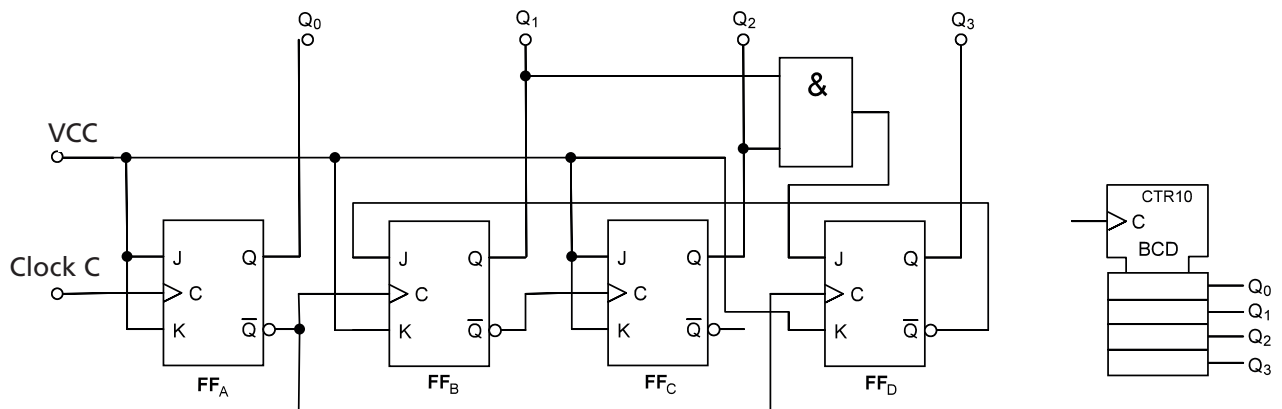 Q0 Q1 Q2 Q3
&
VCC
CTR10
C
BCD
Clock C
J Q J Q J Q J Q
C C C C
K Q̅ K Q̅ K Q̅ K Q̅
Q0
Q1
Q2
Q3
FFA FFB FFC FFD